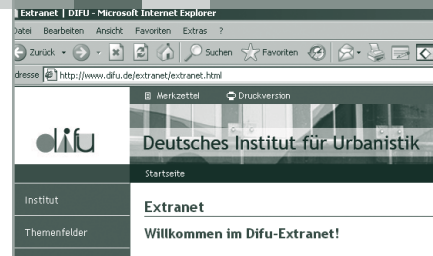 Extranet | DIFU - Microsoft Internet Explorer
Datei Bearbeiten Ansicht Favoriten Extras ?
Zurück Suchen Favoriten
dresse http://www.difu.de/extranet/extranet.html
Merkzettel Druckversion
difu
Deutsches Institut für Urbanistik
Startseite
Institut
Extranet
Themenfelder
Willkommen im Difu-Extranet!